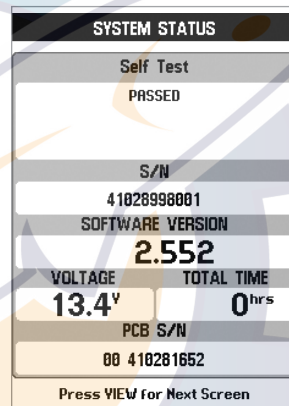 SYSTEM STATUS
Self Test
PASSED
S/N
41028998001
SOFTWARE VERSION
2.552
VOLTAGE TOTAL TIME
13.4V 0hrs
PCB S/N
00 410281652
Press VIEW for Next Screen